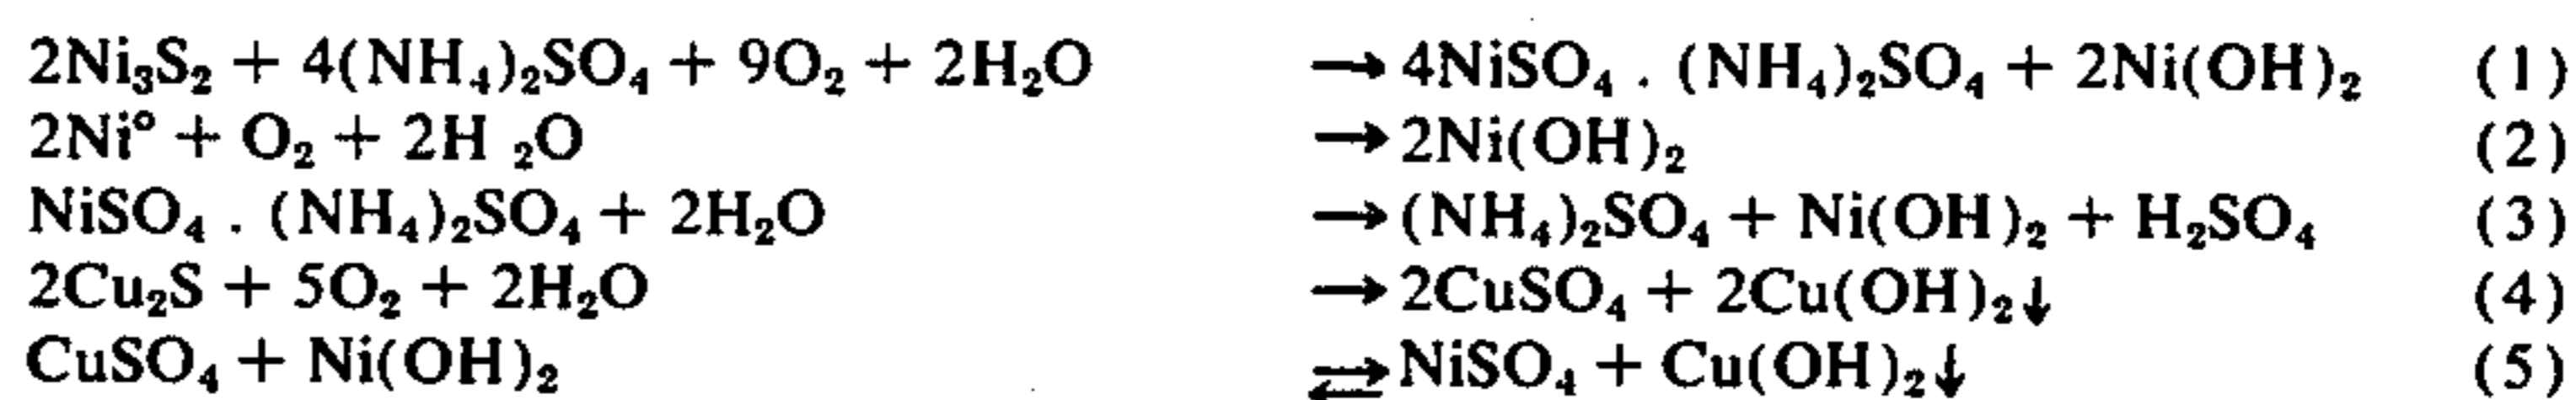 2Ni₃S₂ + 4(NH₄)₂SO₄ + 9O₂ + 2H₂O → 4NiSO₄ . (NH₄)₂SO₄ + 2Ni(OH)₂ (1)
2Ni° + O₂ + 2H ₂O → 2Ni(OH)₂ (2)
NiSO₄ . (NH₄)₂SO₄ + 2H₂O → (NH₄)₂SO₄ + Ni(OH)₂ + H₂SO₄ (3)
2Cu₂S + 5O₂ + 2H₂O → 2CuSO₄ + 2Cu(OH)₂↓ (4)
CuSO₄ + Ni(OH)₂ ⇌ NiSO₄ + Cu(OH)₂↓ (5)